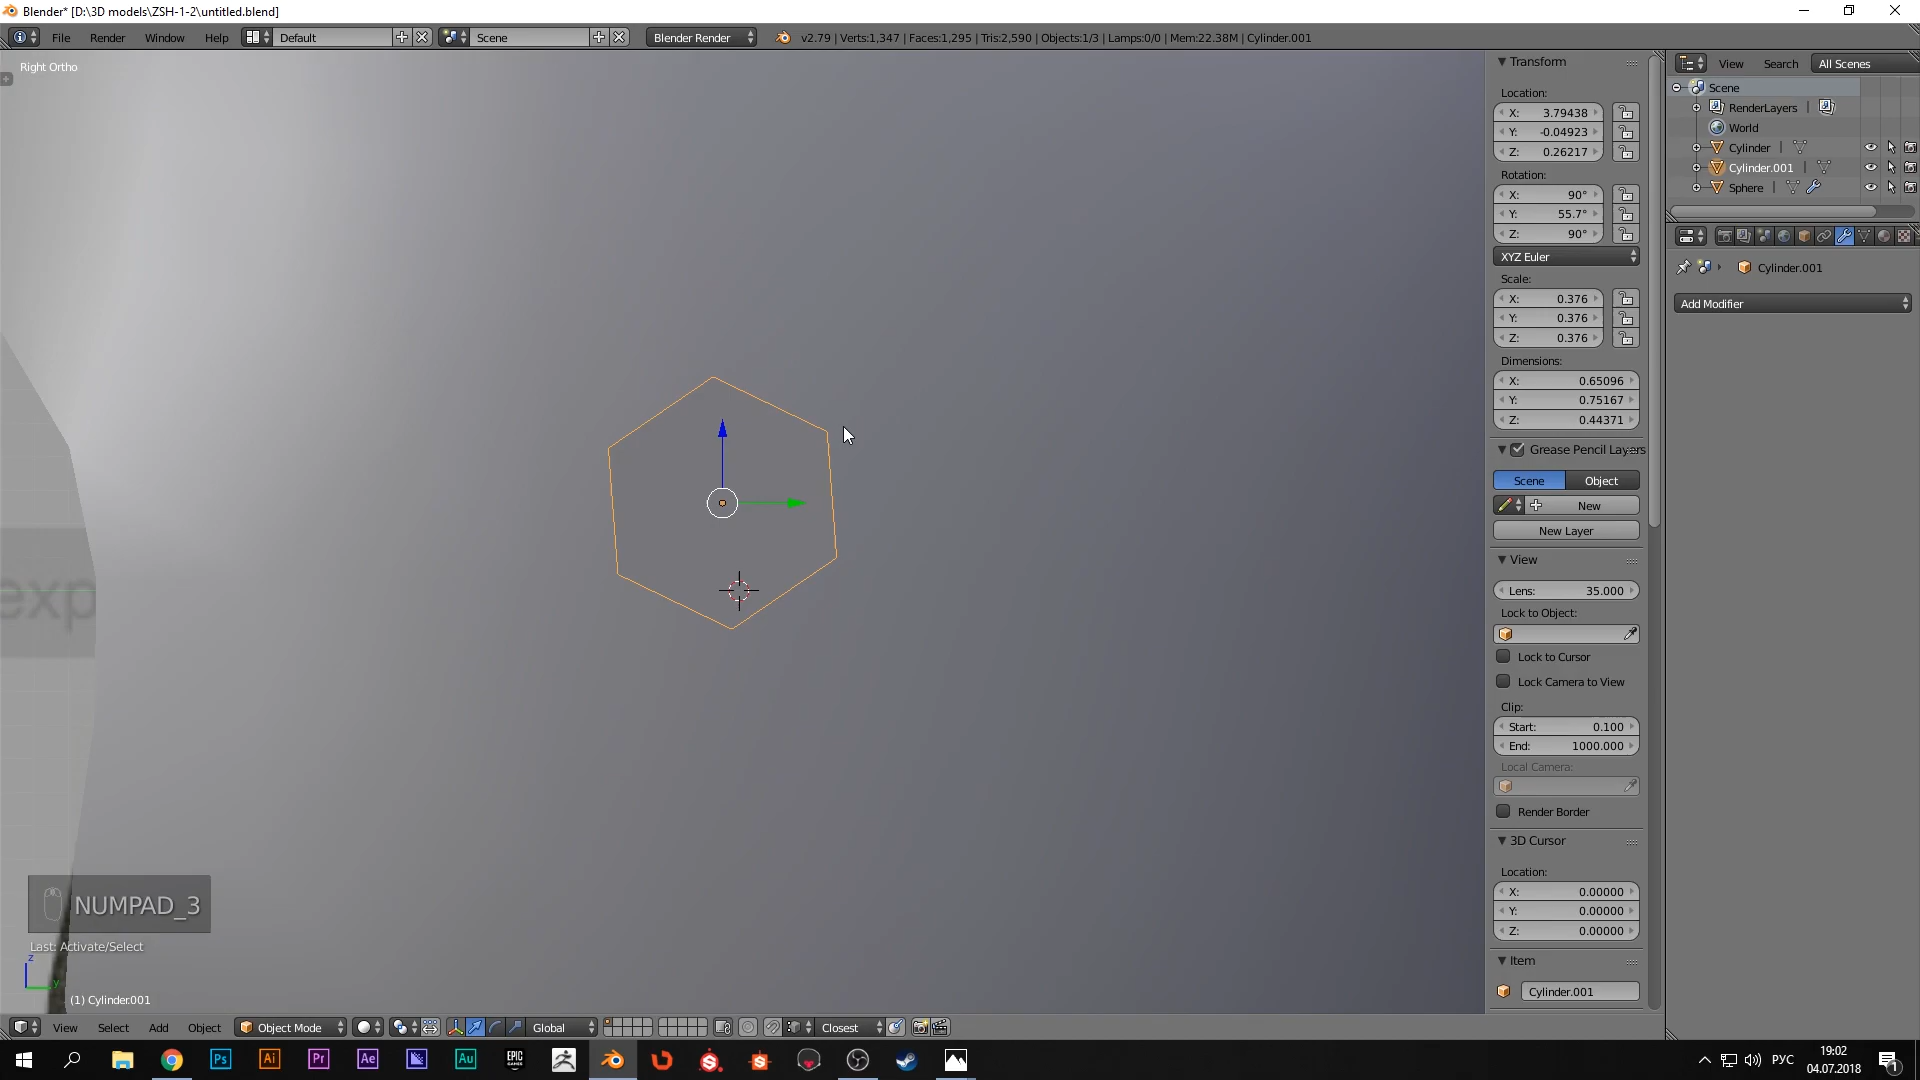 Blender* [D:\3D models\ZSH-1-2\untitled.blend]
File Render Window Help Default Scene Blender Render v2.79 | Verts:1,347 | Faces:1,295 | Tris:2,590 | Objects:1/3 | Lamps:0/0 | Mem:22.38M | Cylinder.001
Right Ortho
Transform
Location:
X: 3.79438
Y: -0.04923
Z: 0.26217
Rotation:
X: 90°
Y: 55.7°
Z: 90°
XYZ Euler
Scale:
X: 0.376
Y: 0.376
Z: 0.376
Dimensions:
X: 0.65096
Y: 0.75167
Z: 0.44371
Grease Pencil Layers
Scene Object
New
New Layer
View
Lens: 35.000
Lock to Object:
Lock to Cursor
Lock Camera to View
Clip:
Start: 0.100
End: 1000.000
Local Camera:
Render Border
3D Cursor
Location:
X: 0.00000
Y: 0.00000
Z: 0.00000
Item
Cylinder.001
View Search All Scenes
Scene
RenderLayers |
World
Cylinder |
Cylinder.001 |
Sphere |
Cylinder.001
Add Modifier
exp
NUMPAD_3
Last: Activate/Select
z
y
(1) Cylinder.001
View Select Add Object Object Mode Global Closest
Ps Ai Pr Ae Au EPIC GAMES
РУС
19:02
04.07.2018
1